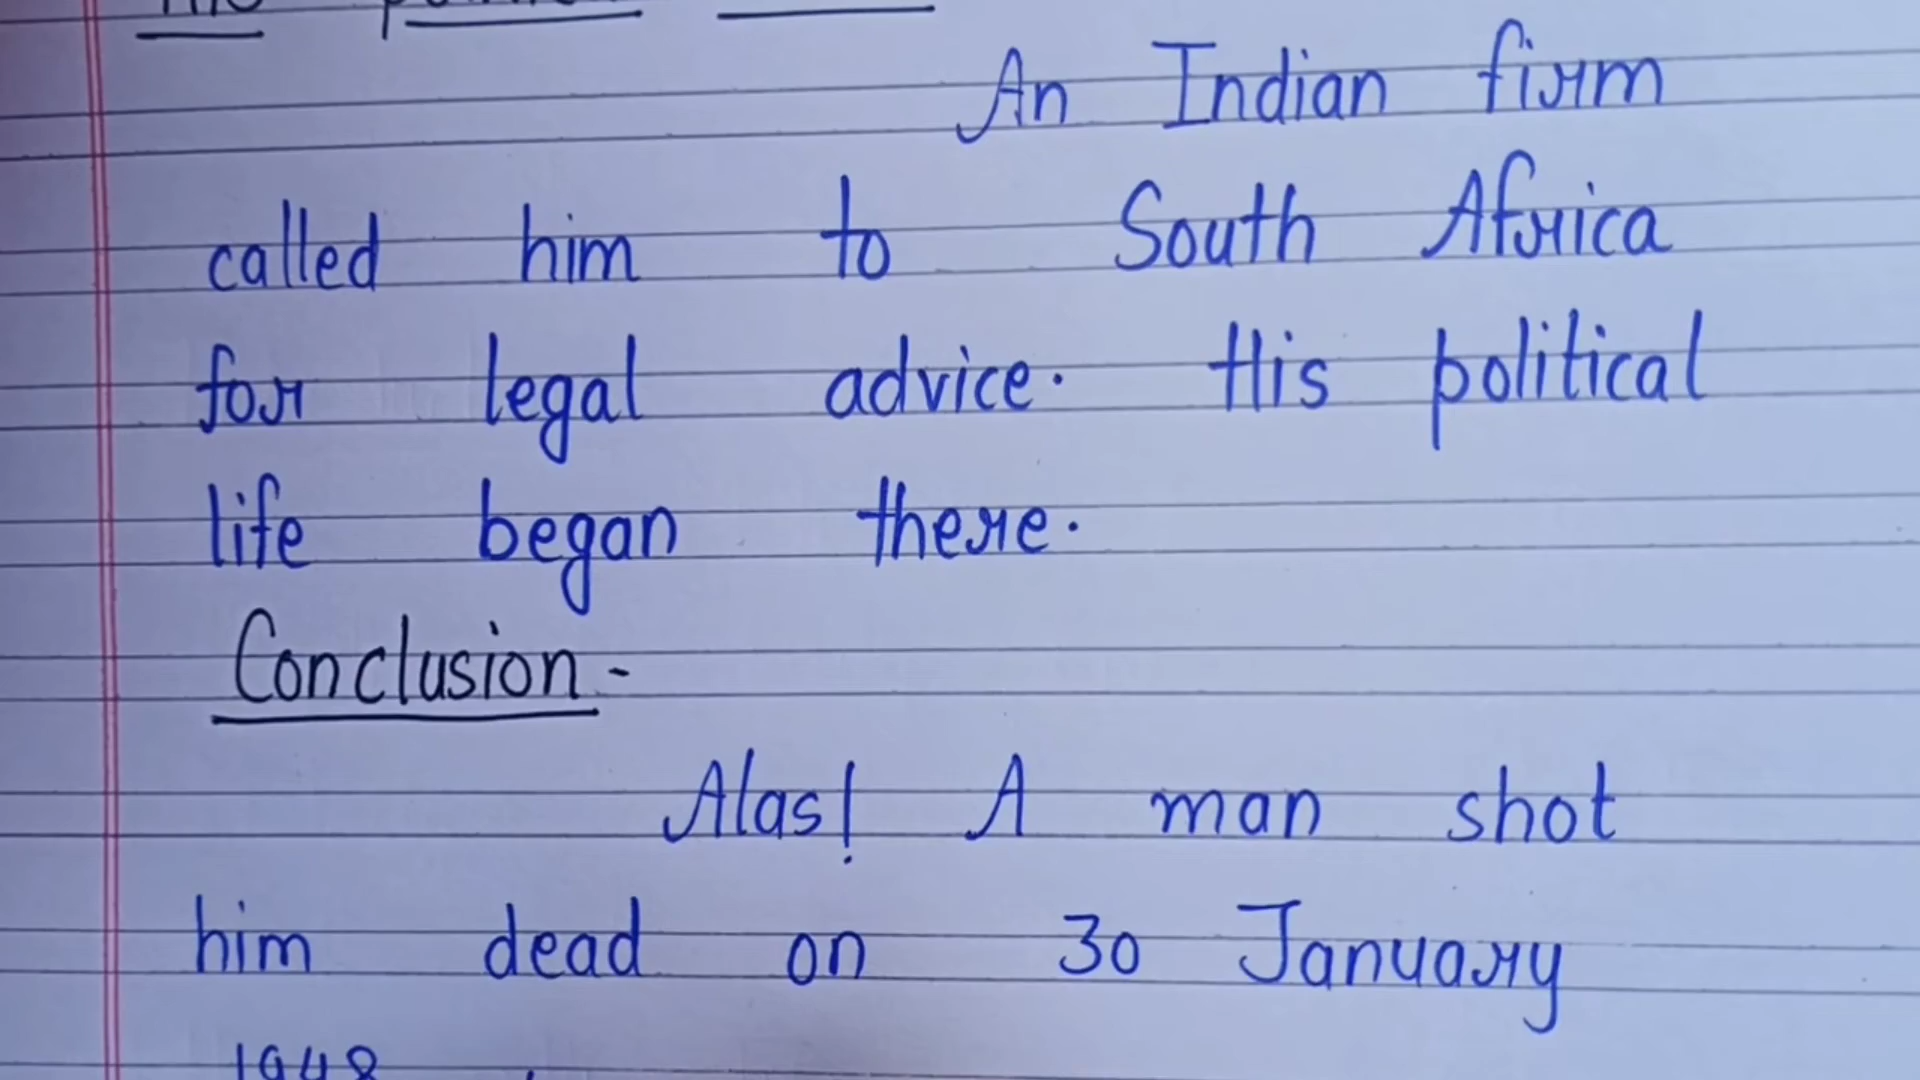 An Indian firm
called him to South Africa
for legal advice. His political
life began there.
Conclusion -
Alas! A man shot
him dead on 30 January
1948